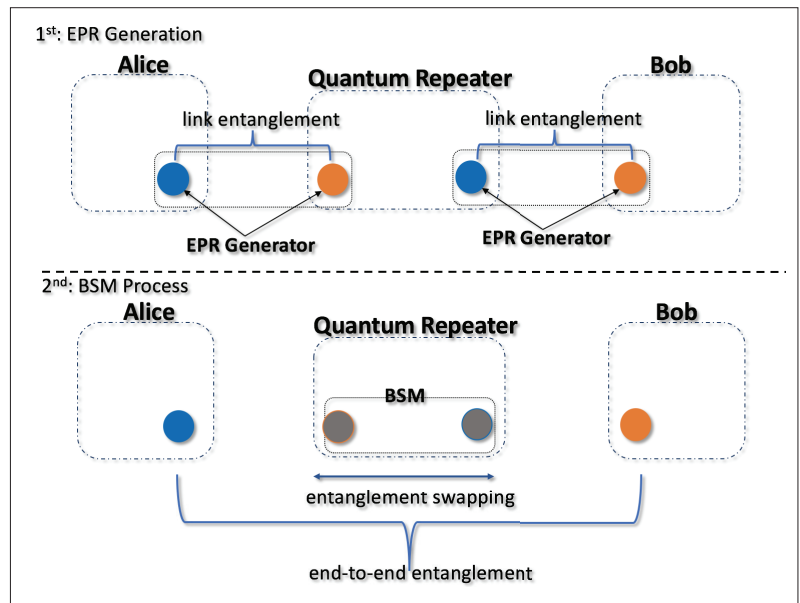 1st: EPR Generation
Alice
Quantum Repeater
Bob
link entanglement
link entanglement
EPR Generator
EPR Generator
2nd: BSM Process
Alice
Quantum Repeater
Bob
BSM
entanglement swapping
end-to-end entanglement